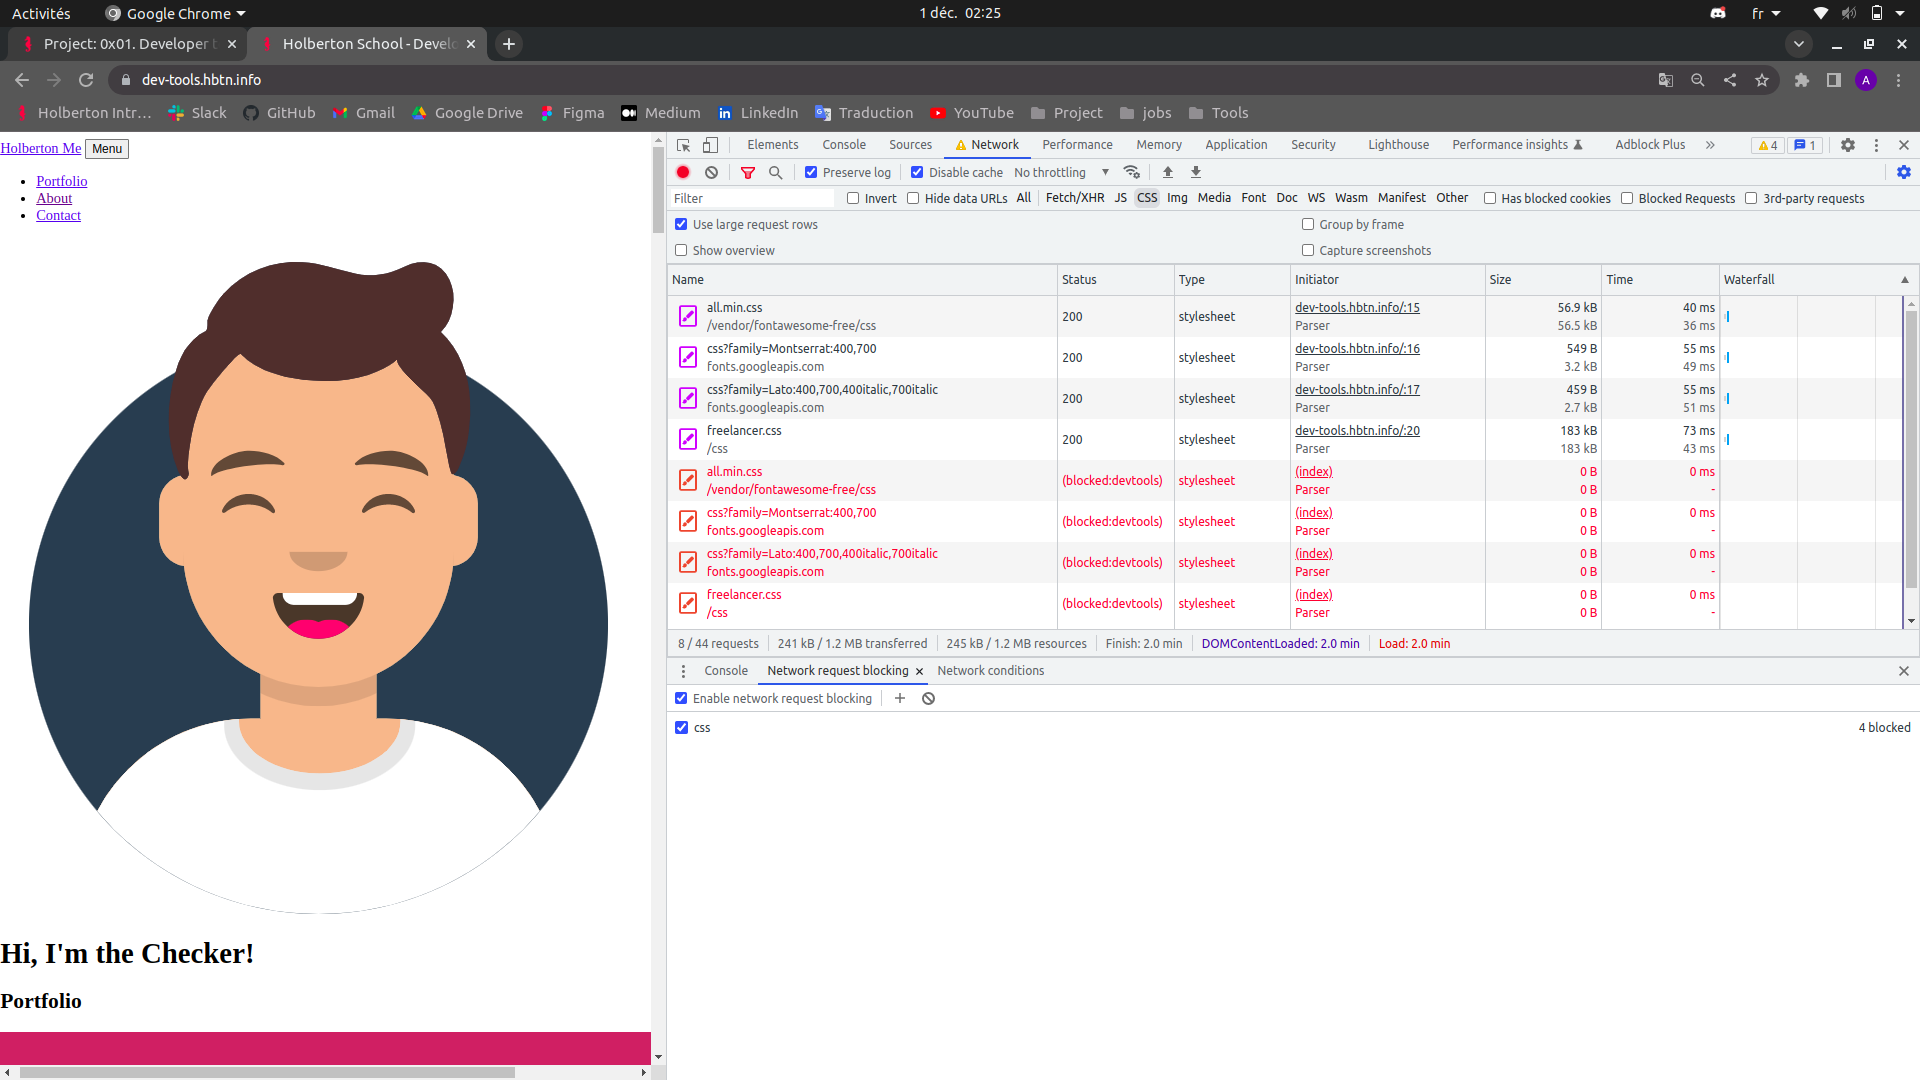 Activités Google Chrome 1 déc. 02:25 fr
Project: 0x01. Developer t Holberton School - Develo
dev-tools.hbtn.info A
Holberton Intr… Slack GitHub Gmail Google Drive Figma Medium LinkedIn Traduction YouTube Project jobs Tools
Holberton Me Menu
Portfolio
About
Contact
Hi, I'm the Checker!
Portfolio
Elements Console Sources Network Performance Memory Application Security Lighthouse Performance insights Adblock Plus » 4 1
Preserve log Disable cache No throttling
Filter Invert Hide data URLs All Fetch/XHR JS CSS Img Media Font Doc WS Wasm Manifest Other Has blocked cookies Blocked Requests 3rd-party requests
Use large request rows Group by frame
Show overview Capture screenshots
Name Status Type Initiator Size Time Waterfall
all.min.css dev-tools.hbtn.info/:15 56.9 kB 40 ms
200 stylesheet
/vendor/fontawesome-free/css Parser 56.5 kB 36 ms
css?family=Montserrat:400,700 dev-tools.hbtn.info/:16 549 B 55 ms
200 stylesheet
fonts.googleapis.com Parser 3.2 kB 49 ms
css?family=Lato:400,700,400italic,700italic dev-tools.hbtn.info/:17 459 B 55 ms
200 stylesheet
fonts.googleapis.com Parser 2.7 kB 51 ms
freelancer.css dev-tools.hbtn.info/:20 183 kB 73 ms
200 stylesheet
/css Parser 183 kB 43 ms
all.min.css (index) 0 B 0 ms
(blocked:devtools) stylesheet
/vendor/fontawesome-free/css Parser 0 B -
css?family=Montserrat:400,700 (index) 0 B 0 ms
(blocked:devtools) stylesheet
fonts.googleapis.com Parser 0 B -
css?family=Lato:400,700,400italic,700italic (index) 0 B 0 ms
(blocked:devtools) stylesheet
fonts.googleapis.com Parser 0 B -
freelancer.css (index) 0 B 0 ms
(blocked:devtools) stylesheet
/css Parser 0 B -
8 / 44 requests 241 kB / 1.2 MB transferred 245 kB / 1.2 MB resources Finish: 2.0 min DOMContentLoaded: 2.0 min Load: 2.0 min
Console Network request blocking Network conditions
Enable network request blocking
css 4 blocked